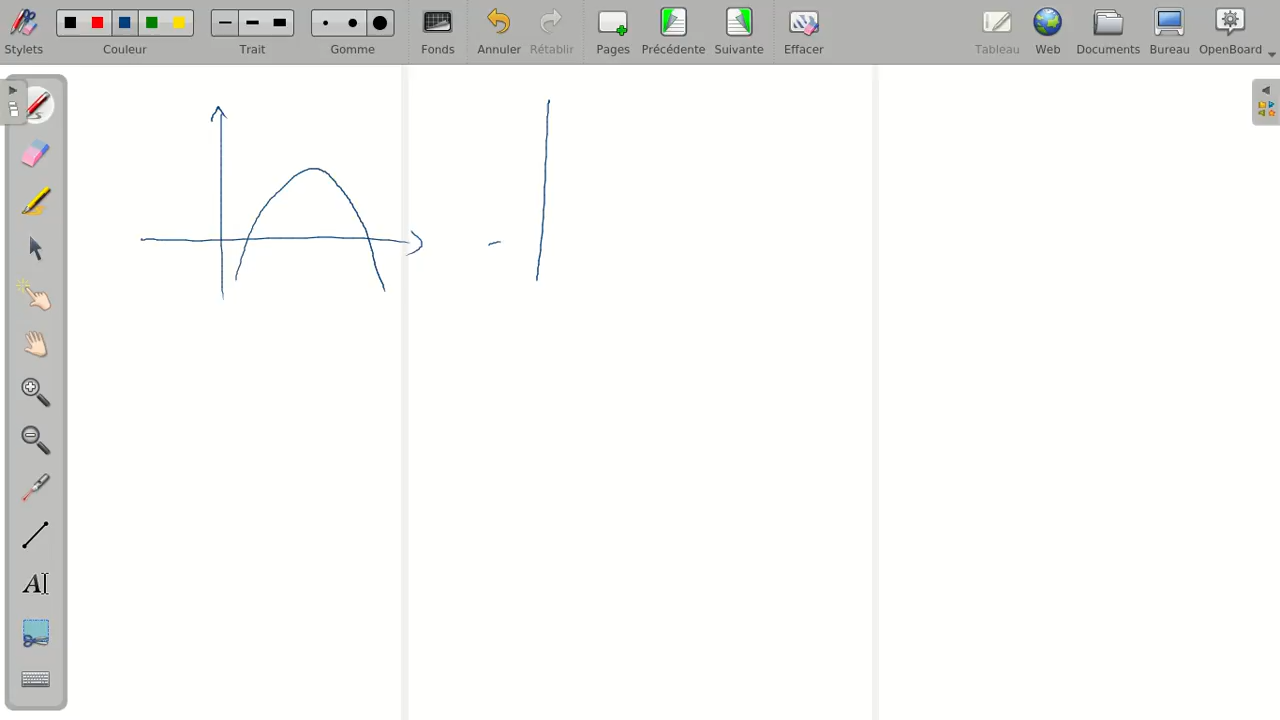 Stylets Couleur Trait Gomme Fonds Annuler Rétablir Pages Précédente Suivante Effacer Tableau Web Documents Bureau OpenBoard
A